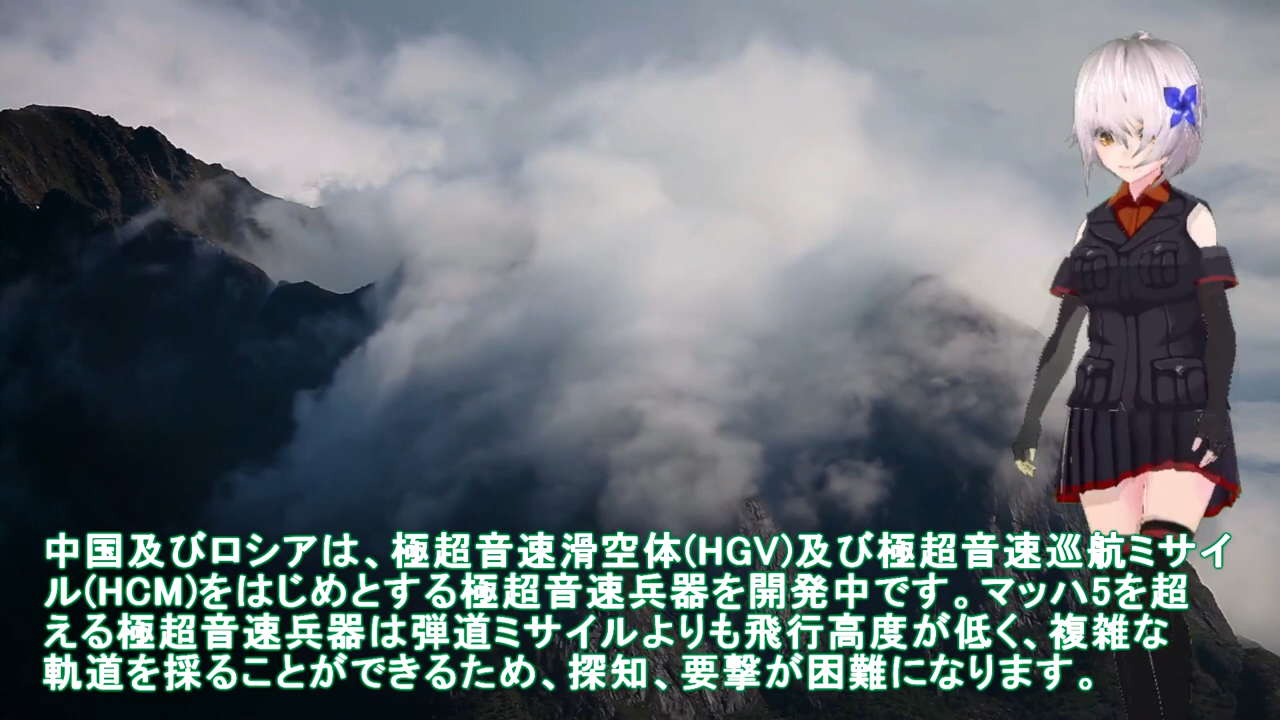 中国及びロシアは、極超音速滑空体(HGV)及び極超音速巡航ミサイ
ル(HCM)をはじめとする極超音速兵器を開発中です。マッハ5を超
える極超音速兵器は弾道ミサイルよりも飛行高度が低く、複雑な
軌道を採ることができるため、探知、要撃が困難になります。